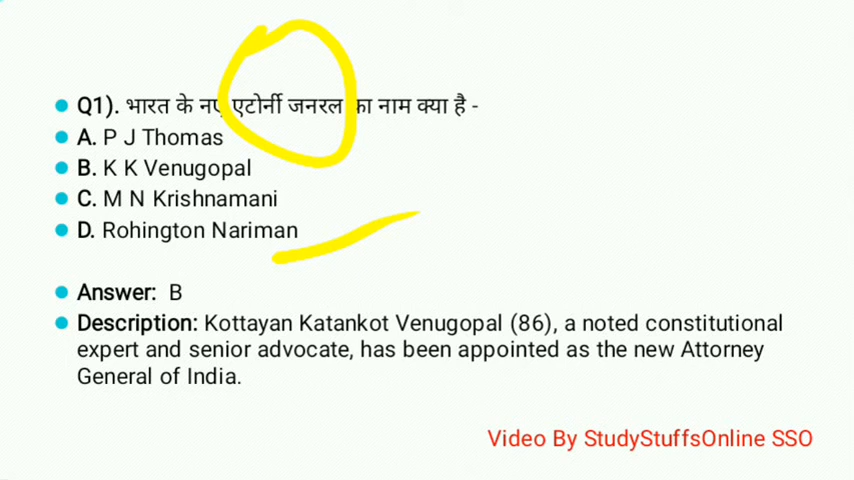 Q1). भारत के नए एटोर्नी जनरल का नाम क्या है -
A. P J Thomas
B. K K Venugopal
C. M N Krishnamani
D. Rohington Nariman
Answer: B
Description: Kottayan Katankot Venugopal (86), a noted constitutional
expert and senior advocate, has been appointed as the new Attorney
General of India.
Video By StudyStuffsOnline SSO